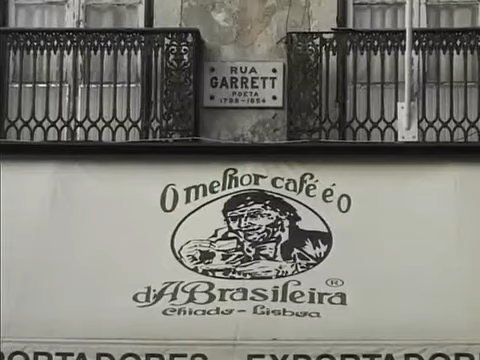 RUA
GARRETT
POETA
1799-1854
O melhor café é o
d'A Brasileira ®
Chiado - Lisboa
PORTADORES EXPORTADOR